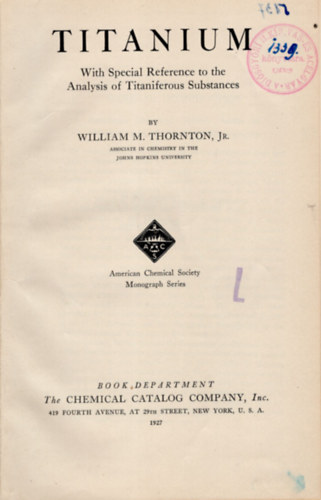 TITANIUM
With Special Reference to the
Analysis of Titaniferous Substances
BY
WILLIAM M. THORNTON, JR.
ASSOCIATE IN CHEMISTRY IN THE
JOHNS HOPKINS UNIVERSITY
A C
American Chemical Society
Monograph Series
BOOK DEPARTMENT
The CHEMICAL CATALOG COMPANY, Inc.
419 FOURTH AVENUE, AT 29TH STREET, NEW YORK, U. S. A.
1927